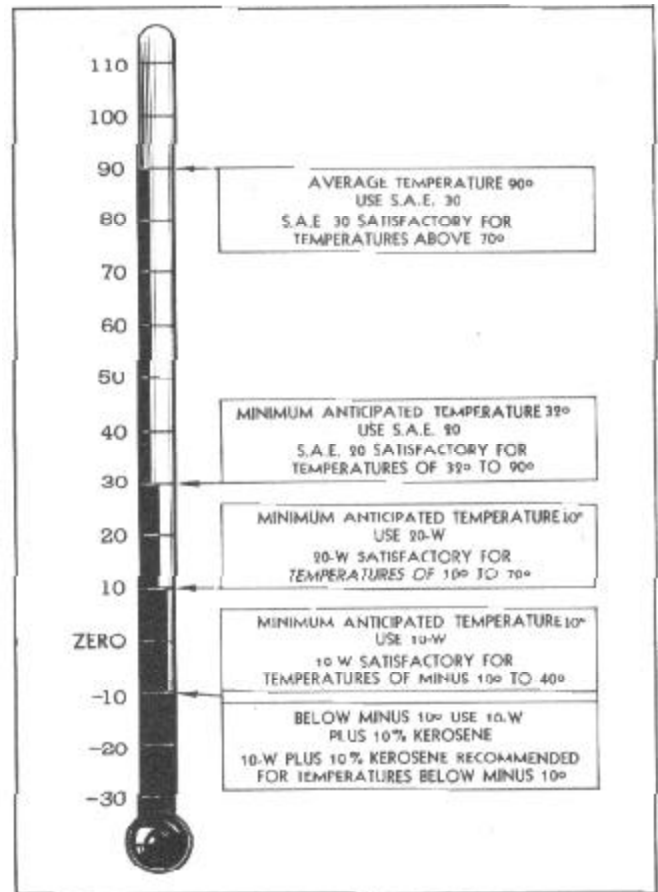 110
100
90
80
70
60
50
40
30
20
10
ZERO
-10
-20
-30
AVERAGE TEMPERATURE 90°
USE S.A.E. 30
S.A.E 30 SATISFACTORY FOR
TEMPERATURES ABOVE 70°
MINIMUM ANTICIPATED TEMPERATURE 32°
USE S.A.E. 20
S.A.E. 20 SATISFACTORY FOR
TEMPERATURES OF 32° TO 90°
MINIMUM ANTICIPATED TEMPERATURE 10°
USE 20-W
20-W SATISFACTORY FOR
TEMPERATURES OF 10° TO 70°
MINIMUM ANTICIPATED TEMPERATURE 10°
USE 10-W
10 W SATISFACTORY FOR
TEMPERATURES OF MINUS 10° TO 40°
BELOW MINUS 10° USE 10-W
PLUS 10% KEROSENE
10-W PLUS 10% KEROSENE RECOMMENDED
FOR TEMPERATURES BELOW MINUS 10°